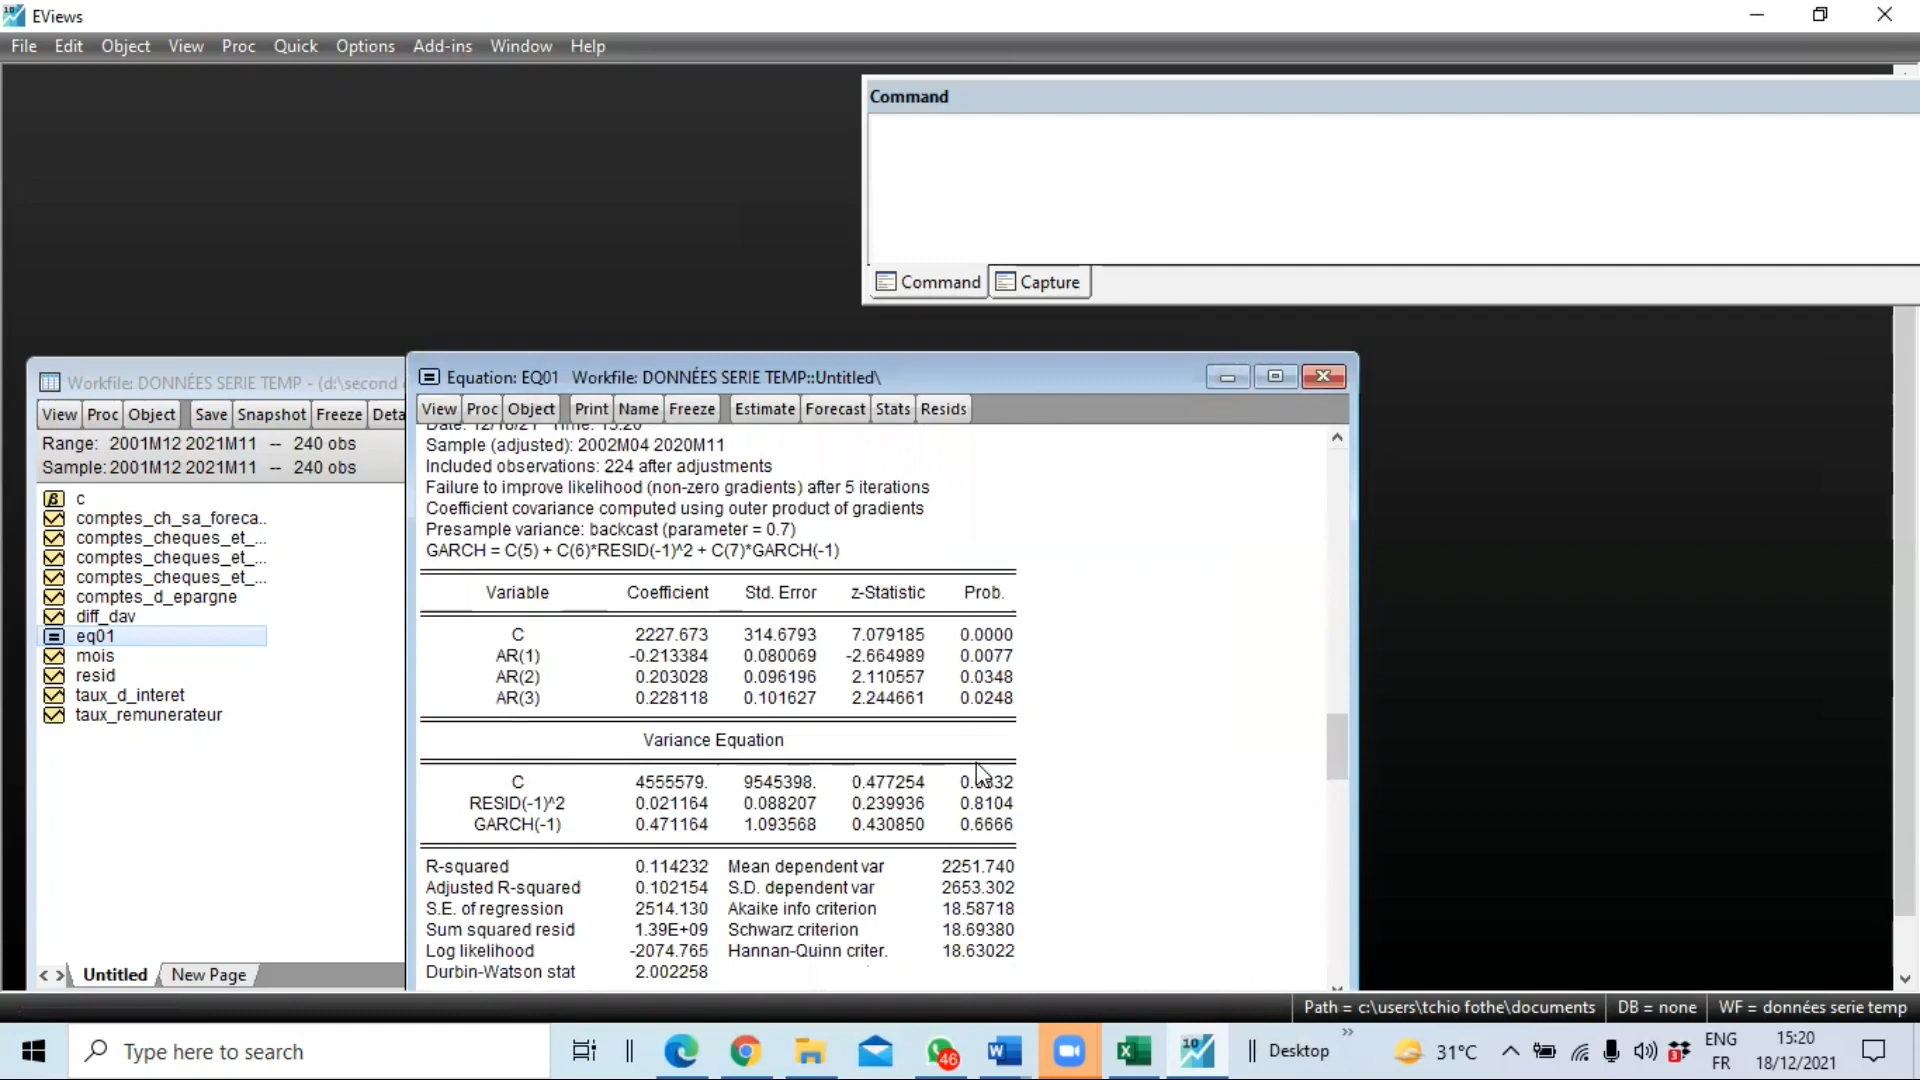 EViews
File Edit Object View Proc Quick Options Add-ins Window Help
Command
Command Capture
Workfile: DONNÉES SERIE TEMP - (d:\second
View Proc Object Save Snapshot Freeze Deta
Range: 2001M12 2021M11 -- 240 obs
Sample: 2001M12 2021M11 -- 240 obs
c
comptes_ch_sa_foreca..
comptes_cheques_et_...
comptes_cheques_et_...
comptes_cheques_et_...
comptes_d_epargne
diff_dav
eq01
mois
resid
taux_d_interet
taux_remunerateur
Untitled New Page
Equation: EQ01 Workfile: DONNÉES SERIE TEMP::Untitled\
View Proc Object Print Name Freeze Estimate Forecast Stats Resids
Date: 12/18/21 Time: 15:20
Sample (adjusted): 2002M04 2020M11
Included observations: 224 after adjustments
Failure to improve likelihood (non-zero gradients) after 5 iterations
Coefficient covariance computed using outer product of gradients
Presample variance: backcast (parameter = 0.7)
GARCH = C(5) + C(6)*RESID(-1)^2 + C(7)*GARCH(-1)
Variable Coefficient Std. Error z-Statistic Prob.
C 2227.673 314.6793 7.079185 0.0000
AR(1) -0.213384 0.080069 -2.664989 0.0077
AR(2) 0.203028 0.096196 2.110557 0.0348
AR(3) 0.228118 0.101627 2.244661 0.0248
Variance Equation
C 4555579. 9545398. 0.477254
RESID(-1)^2 0.021164 0.088207 0.239936 0.8104
GARCH(-1) 0.471164 1.093568 0.430850 0.6666
R-squared 0.114232 Mean dependent var 2251.740
Adjusted R-squared 0.102154 S.D. dependent var 2653.302
S.E. of regression 2514.130 Akaike info criterion 18.58718
Sum squared resid 1.39E+09 Schwarz criterion 18.69380
Log likelihood -2074.765 Hannan-Quinn criter. 18.63022
Durbin-Watson stat 2.002258
Path = c:\users\tchio fothe\documents DB = none WF = données serie temp
Type here to search
46
10
Desktop
31°C
3
ENG
FR
15:20
18/12/2021